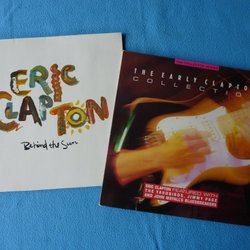 ERIC
CLAPTON
Behind the Sun
THE EARLY CLAPTON
COLLECTION
ERIC CLAPTON FEATURED WITH
THE YARDBIRDS, JIMMY PAGE
AND JOHN MAYALL'S BLUESBREAKERS